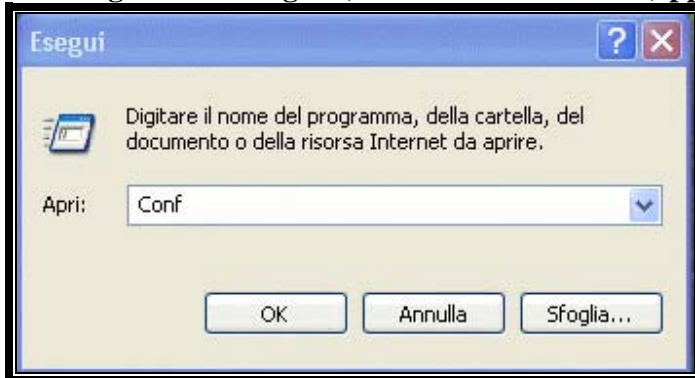 Esegui
Digitare il nome del programma, della cartella, del
documento o della risorsa Internet da aprire.
Apri: Conf
OK Annulla Sfoglia...